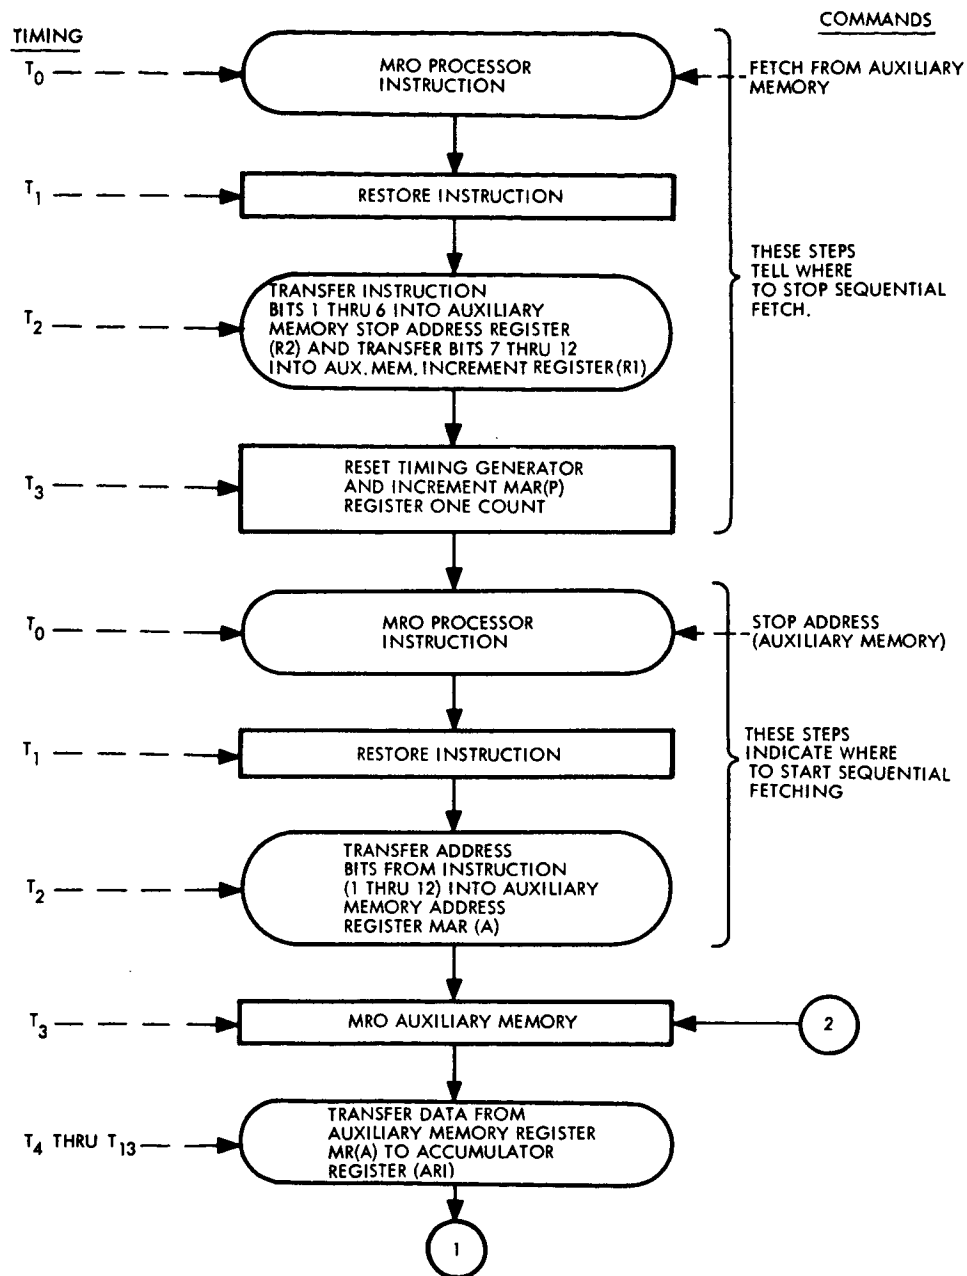 TIMING
COMMANDS
T0
MRO PROCESSOR
INSTRUCTION
FETCH FROM AUXILIARY
MEMORY
T1
RESTORE INSTRUCTION
THESE STEPS
TELL WHERE
TO STOP SEQUENTIAL
FETCH.
T2
TRANSFER INSTRUCTION
BITS 1 THRU 6 INTO AUXILIARY
MEMORY STOP ADDRESS REGISTER
(R2) AND TRANSFER BITS 7 THRU 12
INTO AUX. MEM. INCREMENT REGISTER (R1)
T3
RESET TIMING GENERATOR
AND INCREMENT MAR(P)
REGISTER ONE COUNT
T0
MRO PROCESSOR
INSTRUCTION
STOP ADDRESS
(AUXILIARY MEMORY)
T1
RESTORE INSTRUCTION
THESE STEPS
INDICATE WHERE
TO START SEQUENTIAL
FETCHING
T2
TRANSFER ADDRESS
BITS FROM INSTRUCTION
(1 THRU 12) INTO AUXILIARY
MEMORY ADDRESS
REGISTER MAR (A)
T3
MRO AUXILIARY MEMORY
2
T4 THRU T13
TRANSFER DATA FROM
AUXILIARY MEMORY REGISTER
MR(A) TO ACCUMULATOR
REGISTER (ARI)
1